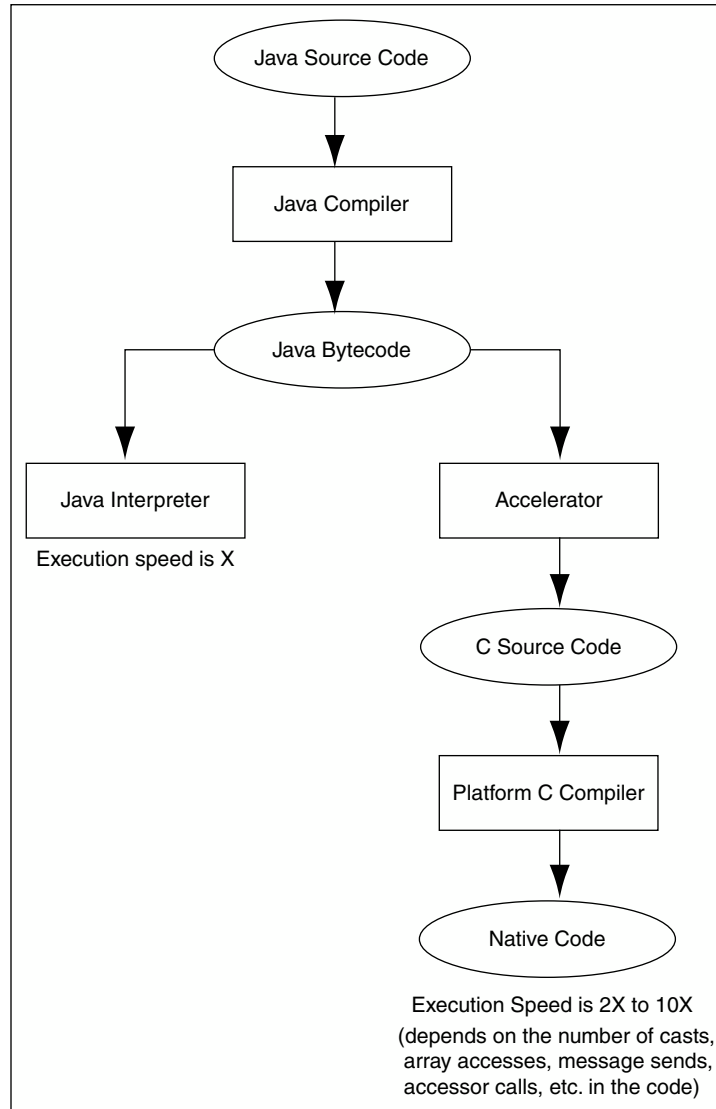 Java Source Code
Java Compiler
Java Bytecode
Java Interpreter
Execution speed is X
Accelerator
C Source Code
Platform C Compiler
Native Code
Execution Speed is 2X to 10X
(depends on the number of casts,
array accesses, message sends,
accessor calls, etc. in the code)